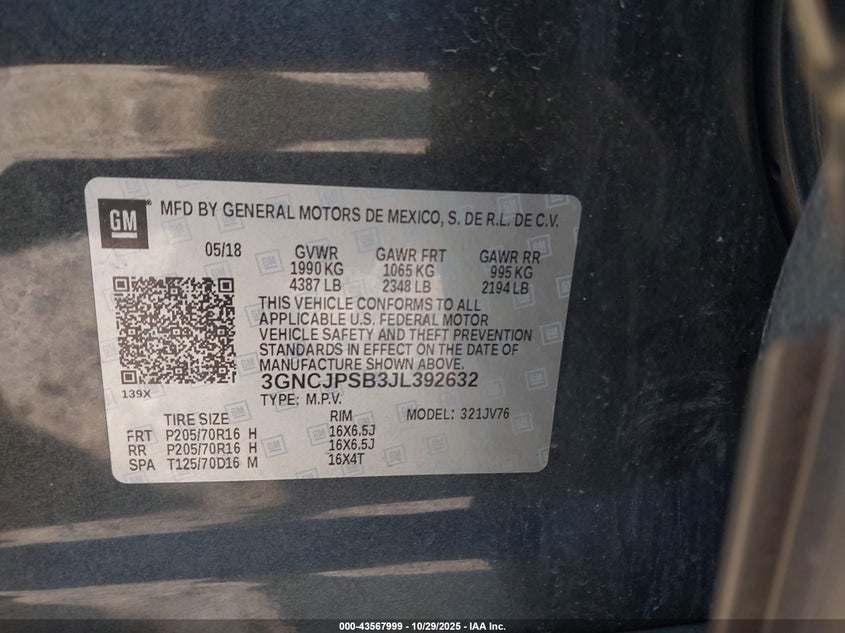 GM
MFD BY GENERAL MOTORS DE MEXICO, S. DE R.L. DE C.V.
05/18 GVWR GAWR FRT GAWR RR
1990 KG 1065 KG 995 KG
4387 LB 2348 LB 2194 LB
THIS VEHICLE CONFORMS TO ALL
APPLICABLE U.S. FEDERAL MOTOR
VEHICLE SAFETY AND THEFT PREVENTION
STANDARDS IN EFFECT ON THE DATE OF
MANUFACTURE SHOWN ABOVE.
139X
3GNCJPSB3JL392632
TYPE: M.P.V.
TIRE SIZE RIM MODEL: 321JV76
FRT P205/70R16 H 16X6.5J
RR P205/70R16 H 16X6.5J
SPA T125/70D16 M 16X4T
000-43567999 - 10/29/2025 - IAA Inc.